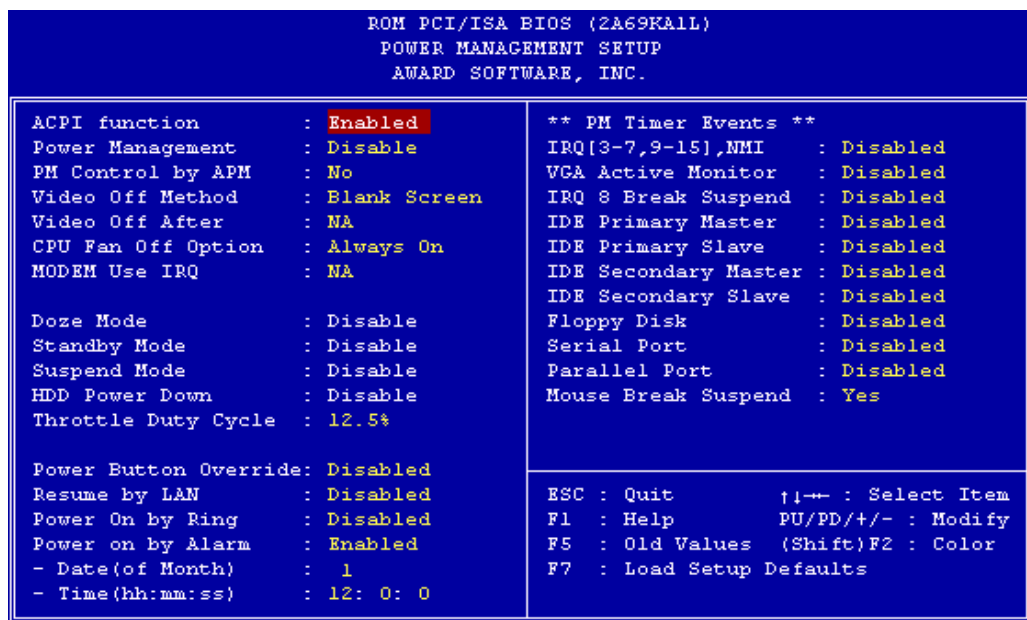 ROM PCI/ISA BIOS (2A69KA1L)
POWER MANAGEMENT SETUP
AWARD SOFTWARE, INC.
ACPI function : Enabled
Power Management : Disable
PM Control by APM : No
Video Off Method : Blank Screen
Video Off After : NA
CPU Fan Off Option : Always On
MODEM Use IRQ : NA
Doze Mode : Disable
Standby Mode : Disable
Suspend Mode : Disable
HDD Power Down : Disable
Throttle Duty Cycle : 12.5%
Power Button Override: Disabled
Resume by LAN : Disabled
Power On by Ring : Disabled
Power on by Alarm : Enabled
- Date(of Month) : 1
- Time(hh:mm:ss) : 12: 0: 0
** PM Timer Events **
IRQ[3-7,9-15],NMI : Disabled
VGA Active Monitor : Disabled
IRQ 8 Break Suspend : Disabled
IDE Primary Master : Disabled
IDE Primary Slave : Disabled
IDE Secondary Master : Disabled
IDE Secondary Slave : Disabled
Floppy Disk : Disabled
Serial Port : Disabled
Parallel Port : Disabled
Mouse Break Suspend : Yes
ESC : Quit ↑↓→← : Select Item
F1 : Help PU/PD/+/- : Modify
F5 : Old Values (Shift)F2 : Color
F7 : Load Setup Defaults